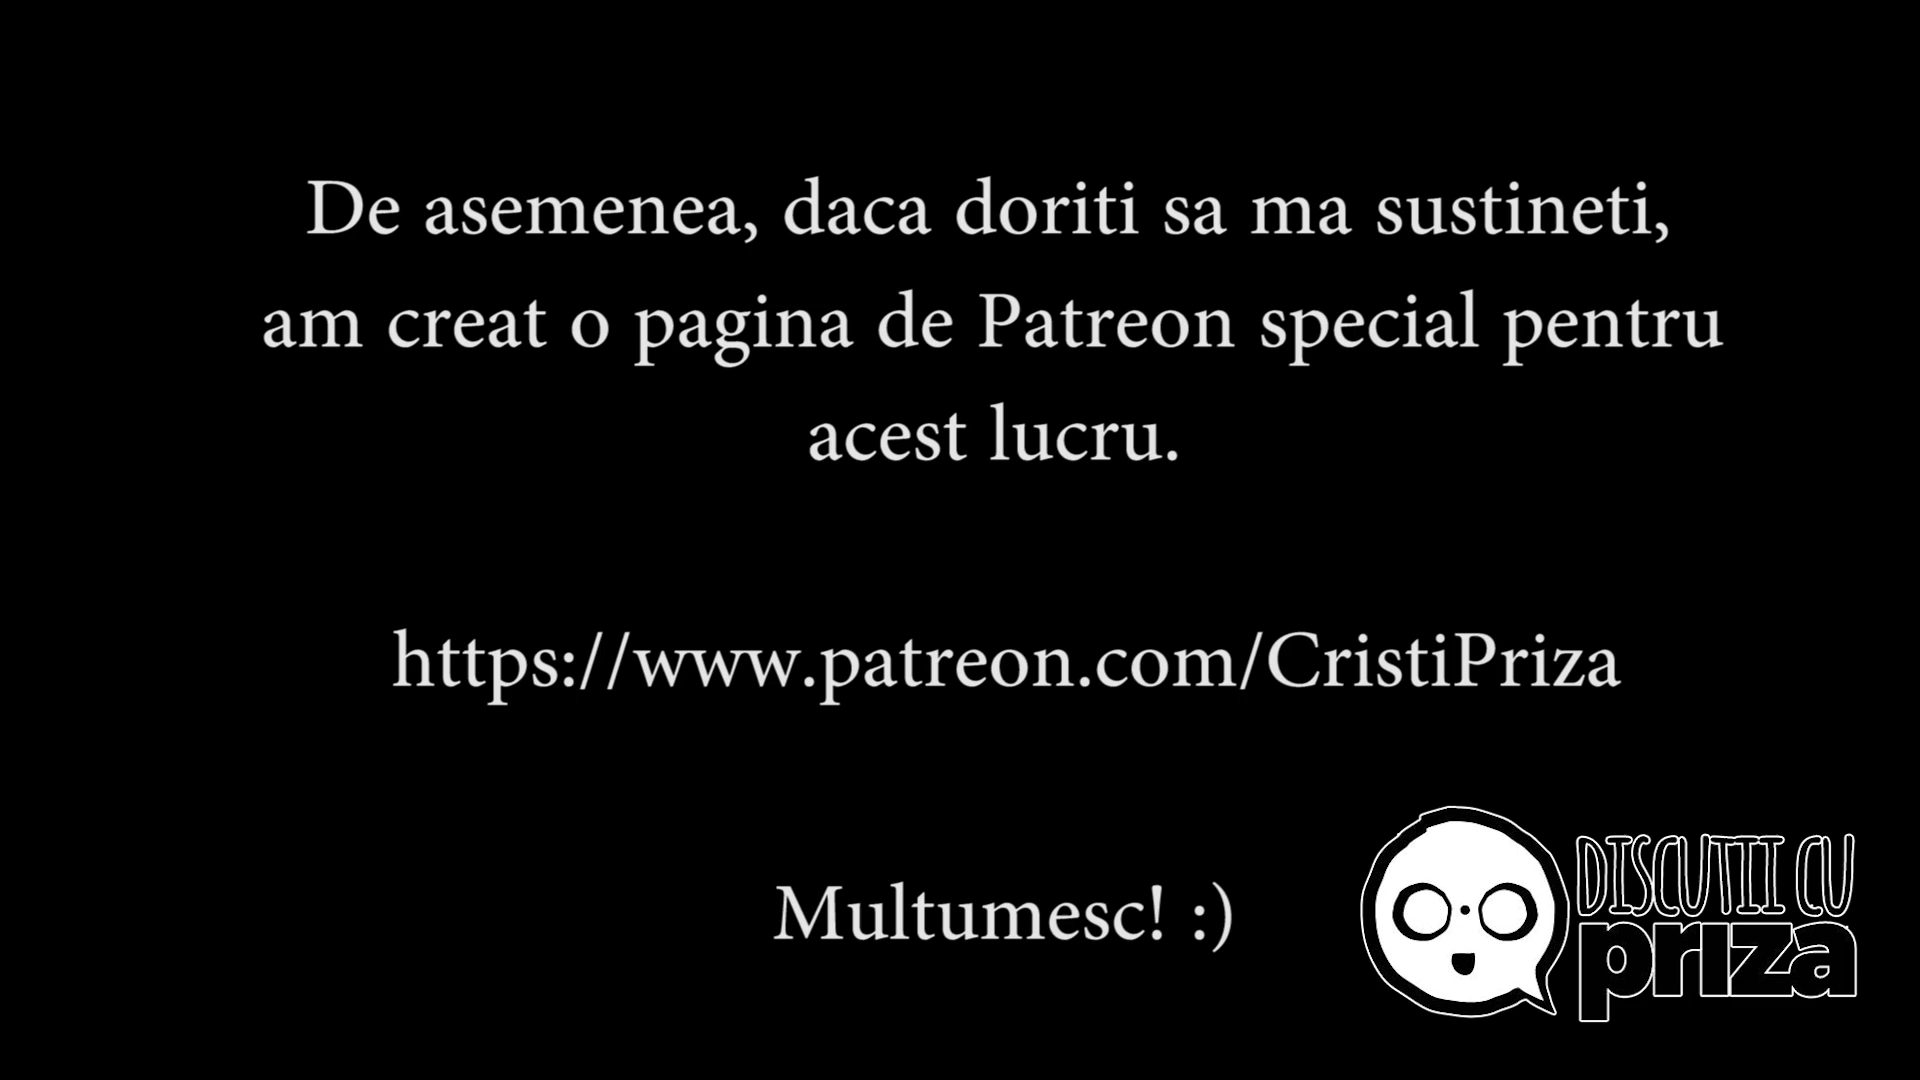 De asemenea, daca doriti sa ma sustineti,
am creat o pagina de Patreon special pentru
acest lucru.
https://www.patreon.com/CristiPriza
Multumesc! :)
DISCUTII CU
priza